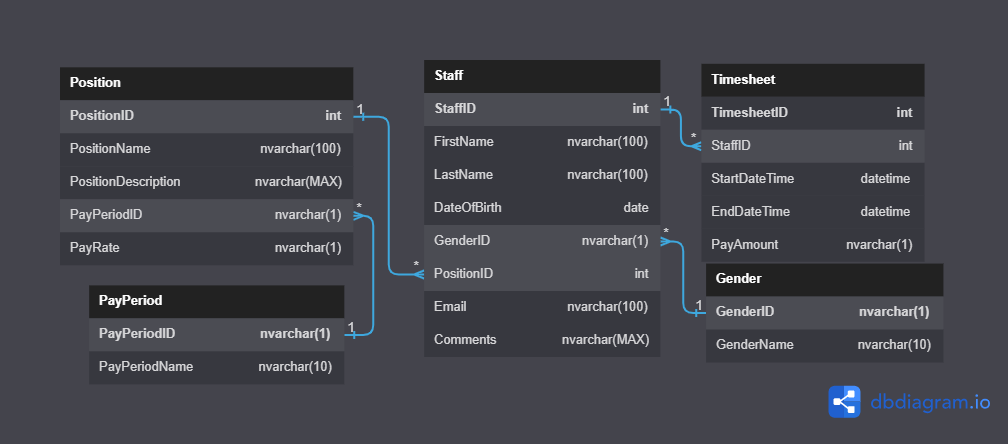 Position
PositionID int
PositionName nvarchar(100)
PositionDescription nvarchar(MAX)
PayPeriodID nvarchar(1)
PayRate nvarchar(1)
PayPeriod
PayPeriodID nvarchar(1)
PayPeriodName nvarchar(10)
Staff
StaffID int
FirstName nvarchar(100)
LastName nvarchar(100)
DateOfBirth date
GenderID nvarchar(1)
PositionID int
Email nvarchar(100)
Comments nvarchar(MAX)
Timesheet
TimesheetID int
StaffID int
StartDateTime datetime
EndDateTime datetime
PayAmount nvarchar(1)
Gender
GenderID nvarchar(1)
GenderName nvarchar(10)
1
*
*
1
1
*
*
1
dbdiagram.io